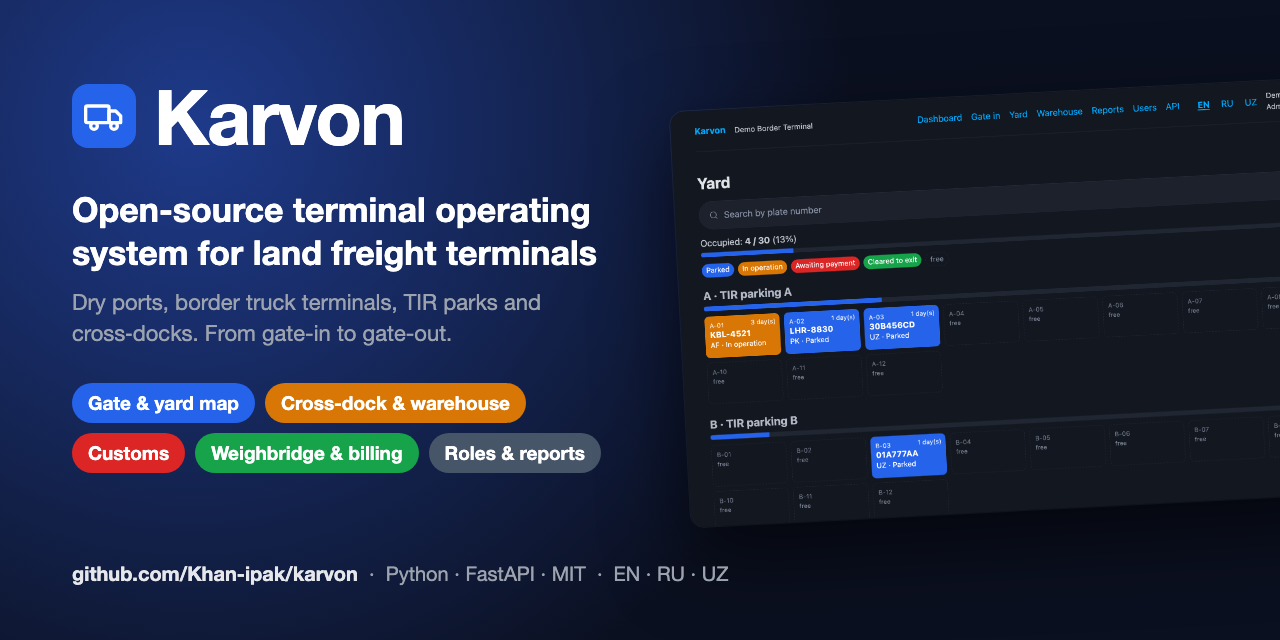 Karvon
Open-source terminal operating
system for land freight terminals
Dry ports, border truck terminals, TIR parks and
cross-docks. From gate-in to gate-out.
Gate & yard map
Cross-dock & warehouse
Customs
Weighbridge & billing
Roles & reports
github.com/Khan-ipak/karvon · Python · FastAPI · MIT · EN · RU · UZ
Karvon Demo Border Terminal
Dashboard Gate in Yard Warehouse Reports Users API EN RU UZ
Yard
Search by plate number
Occupied: 4 / 30 (13%)
Parked In operation Awaiting payment Cleared to exit free
A · TIR parking A
A-01 3 day(s)
KBL-4521
AF · In operation
A-02 1 day(s)
LHR-8830
PK · Parked
A-03 1 day(s)
30B456CD
UZ · Parked
A-04
free
A-05
free
A-06
free
A-07
free
free
A-10
free
A-11
free
A-12
free
B · TIR parking B
B-01
free
B-02
free
B-03 1 day(s)
01A777AA
UZ · Parked
B-04
free
B-05
free
B-06
free
B-07
free
free
B-10
free
B-11
free
B-12
free